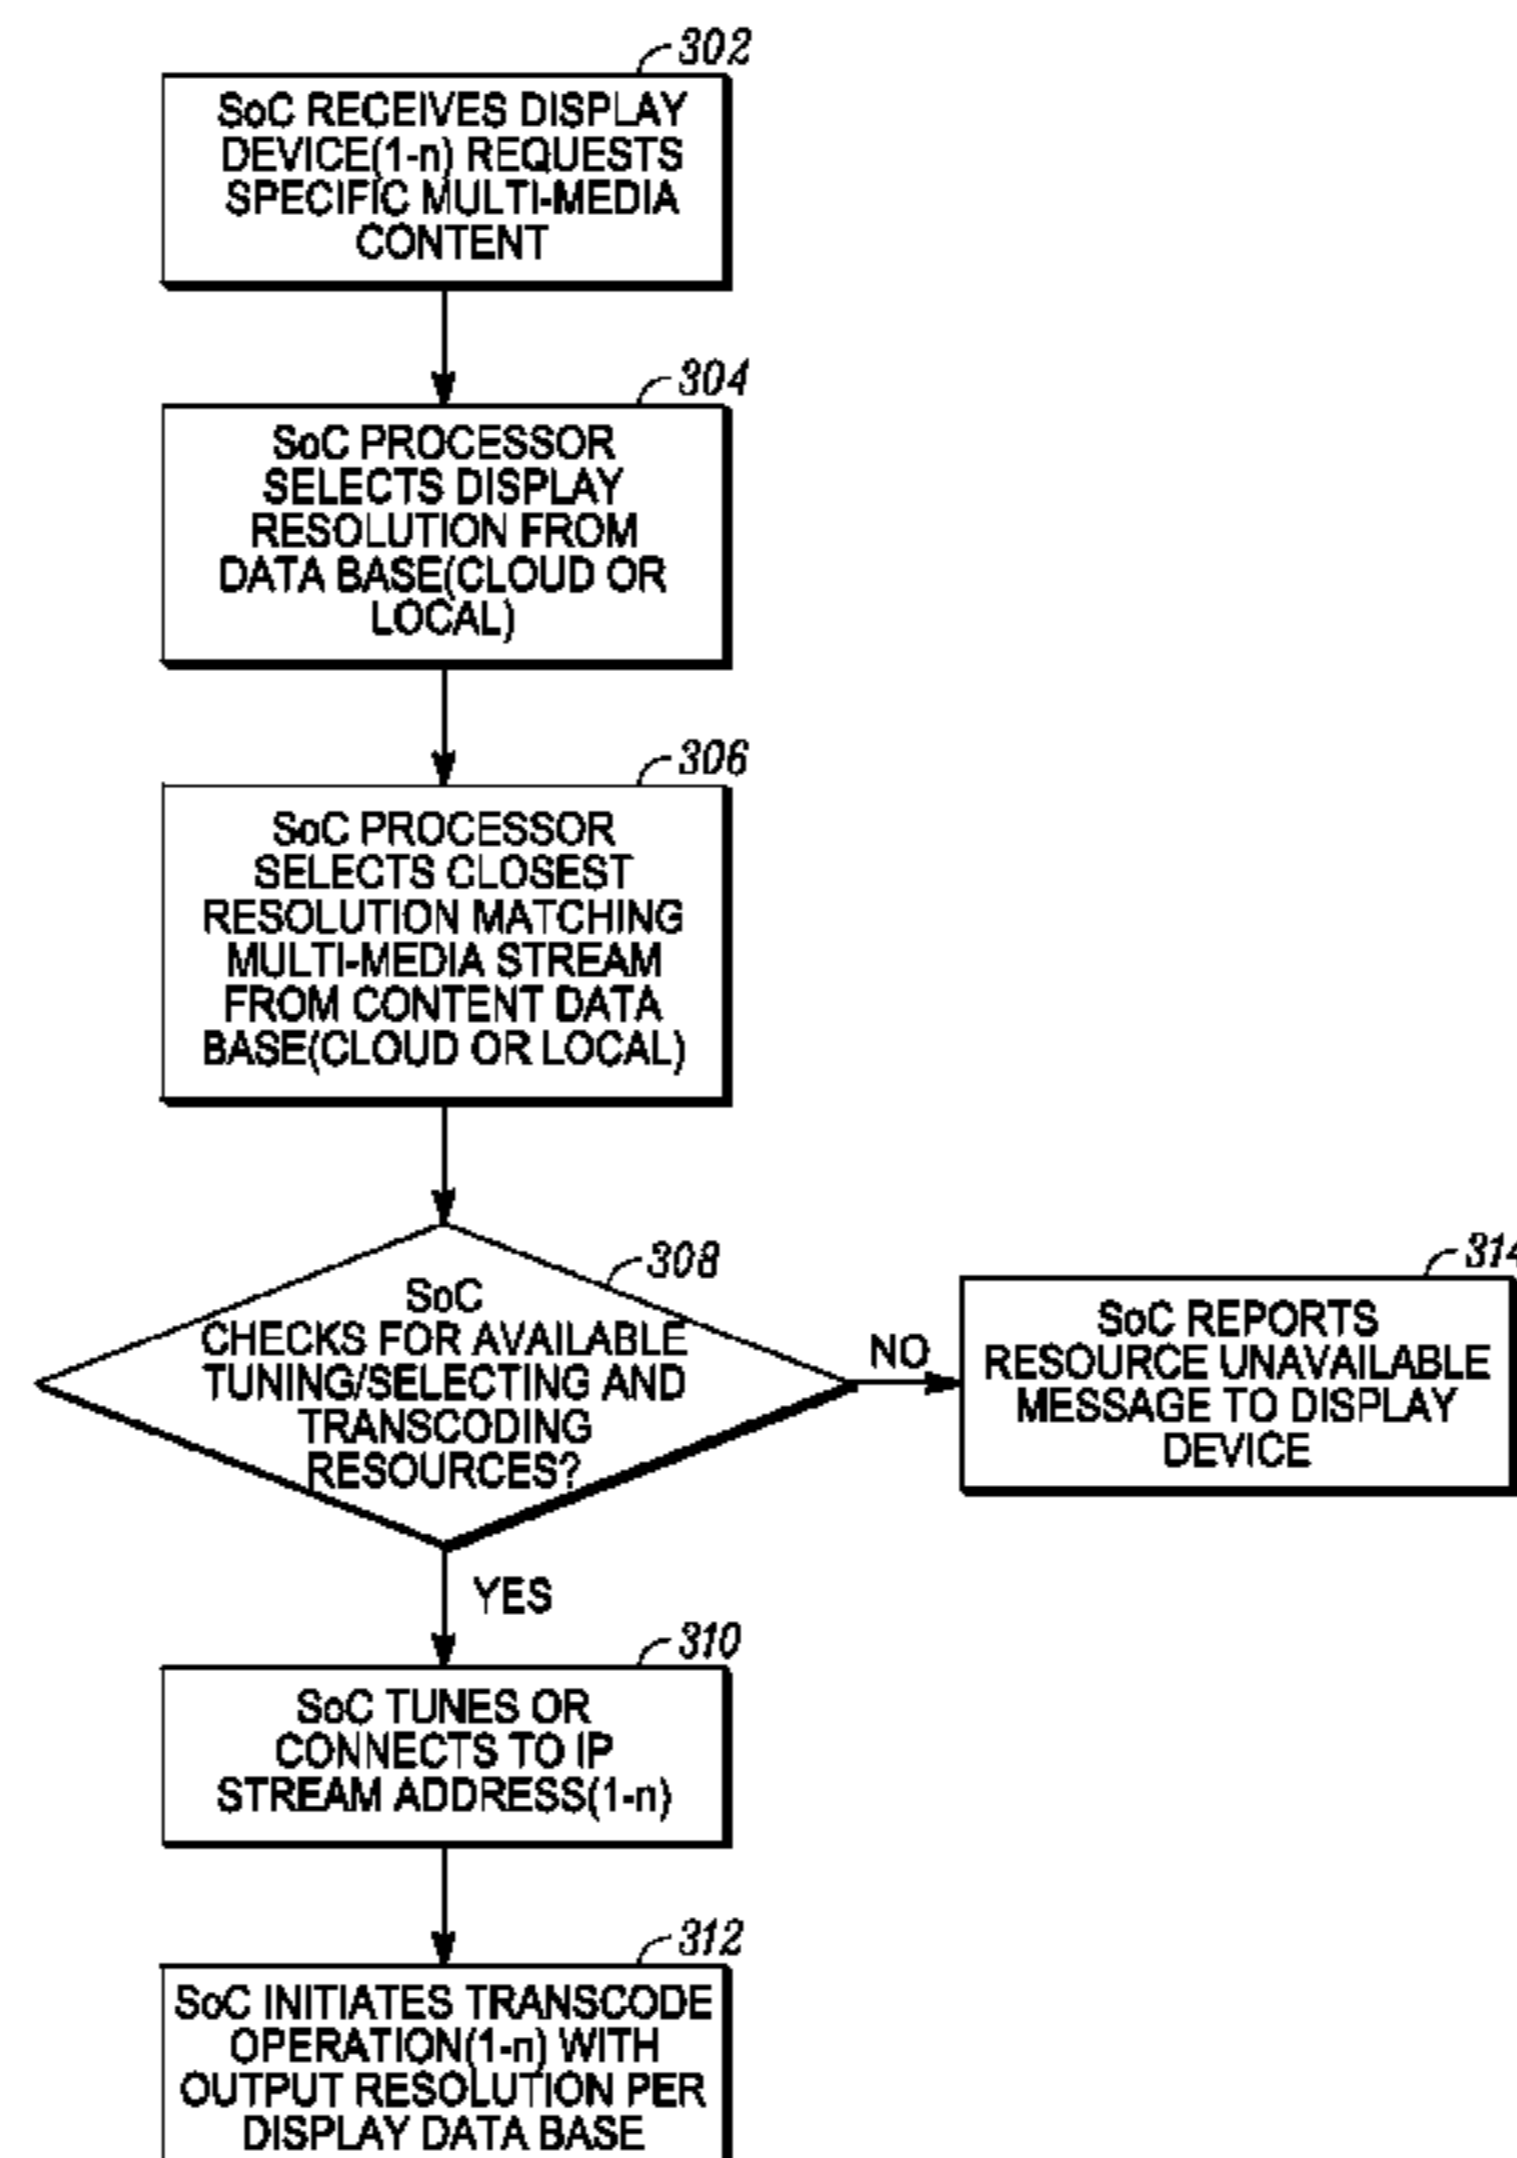 302
SoC RECEIVES DISPLAY
DEVICE(1-n) REQUESTS
SPECIFIC MULTI-MEDIA
CONTENT
304
SoC PROCESSOR
SELECTS DISPLAY
RESOLUTION FROM
DATA BASE(CLOUD OR
LOCAL)
306
SoC PROCESSOR
SELECTS CLOSEST
RESOLUTION MATCHING
MULTI-MEDIA STREAM
FROM CONTENT DATA
BASE(CLOUD OR LOCAL)
308
SoC
CHECKS FOR AVAILABLE
TUNING/SELECTING AND
TRANSCODING
RESOURCES?
NO
314
SoC REPORTS
RESOURCE UNAVAILABLE
MESSAGE TO DISPLAY
DEVICE
YES
310
SoC TUNES OR
CONNECTS TO IP
STREAM ADDRESS(1-n)
312
SoC INITIATES TRANSCODE
OPERATION(1-n) WITH
OUTPUT RESOLUTION PER
DISPLAY DATA BASE